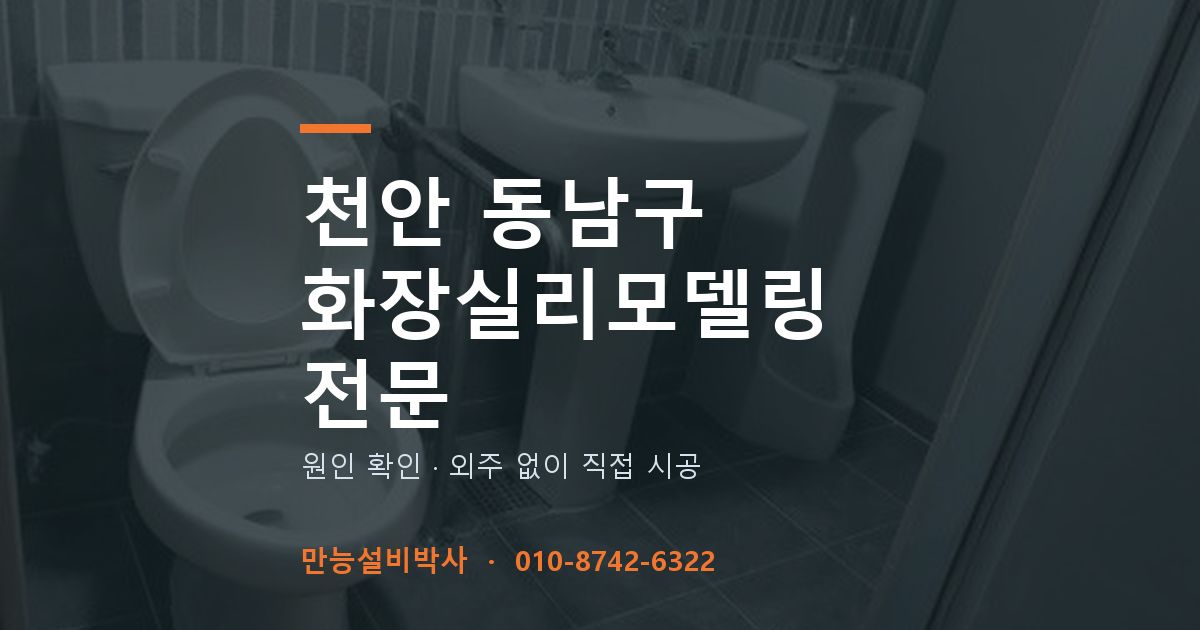 천안 동남구
화장실리모델링
전문
원인 확인 · 외주 없이 직접 시공
만능설비박사 · 010-8742-6322